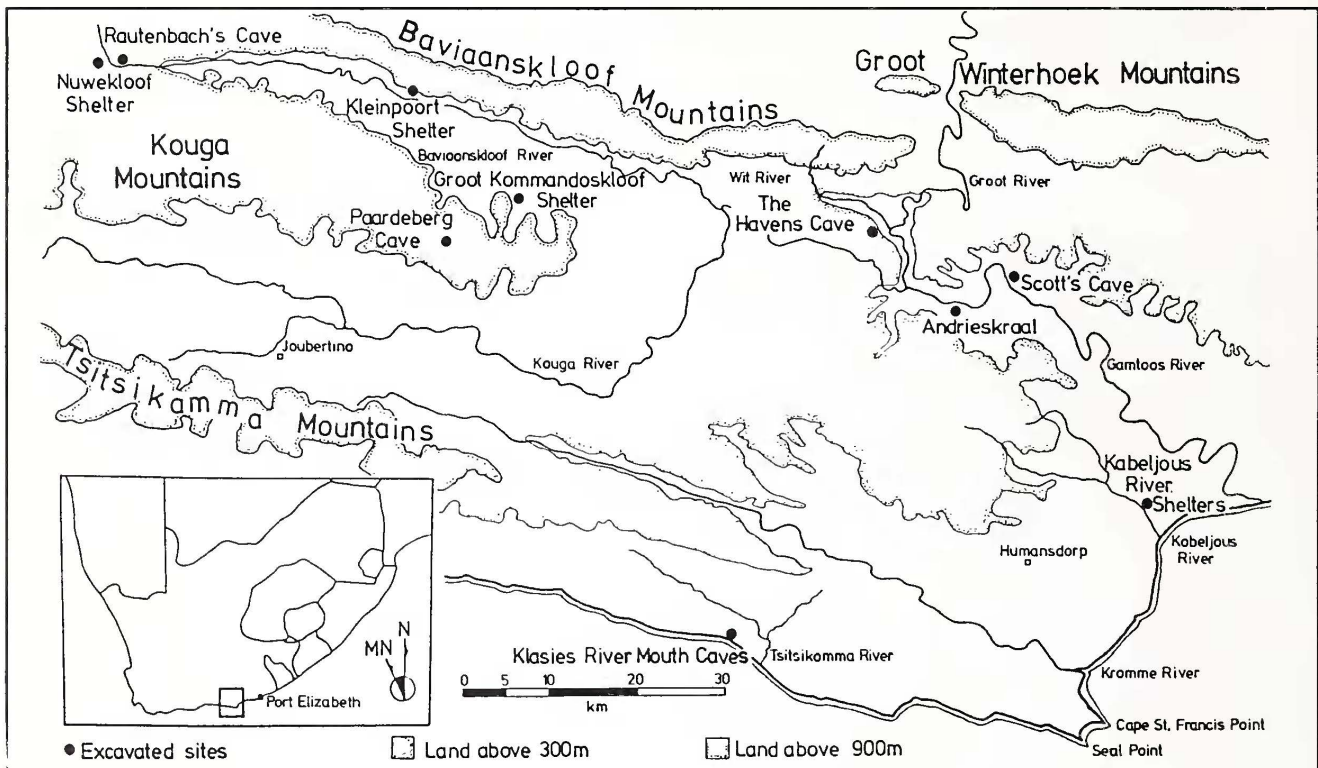 Rautenbach's Cave
Nuwekloof
Shelter
Baviaanskloof Mountains
Groot
Winterhoek Mountains
Kleinpoort
Shelter
Kouga
Mountains
Baviaanskloof River
Groot Kommandoskloof
Shelter
Paardeberg
Cave
Wit River
The
Havens Cave
Groot River
Scott's Cave
Andrieskraal
Joubertina
Kouga River
Gamtoos River
Tsitsikamma Mountains
Kabeljous
River
Shelters
Kabeljous
River
Humansdorp
Klasies River Mouth Caves
Tsitsikamma River
Kromme River
0 5 10 20 30
km
Cape St. Francis Point
Seal Point
MN N
Port Elizabeth
Excavated sites
Land above 300m
Land above 900m